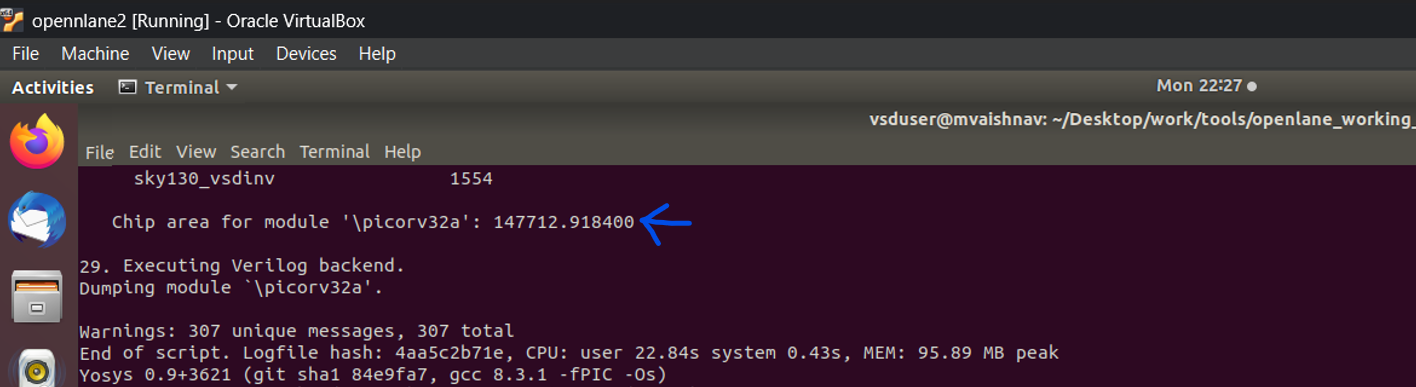 opennlane2 [Running] - Oracle VirtualBox
File Machine View Input Devices Help
Activities Terminal Mon 22:27
vsduser@mvaishnav: ~/Desktop/work/tools/openlane_working_
File Edit View Search Terminal Help
sky130_vsdinv 1554
Chip area for module '\picorv32a': 147712.918400
29. Executing Verilog backend.
Dumping module `\picorv32a'.
Warnings: 307 unique messages, 307 total
End of script. Logfile hash: 4aa5c2b71e, CPU: user 22.84s system 0.43s, MEM: 95.89 MB peak
Yosys 0.9+3621 (git sha1 84e9fa7, gcc 8.3.1 -fPIC -Os)